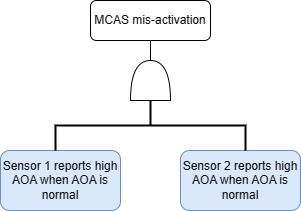 MCAS mis-activation
Sensor 1 reports high
AOA when AOA is
normal
Sensor 2 reports high
AOA when AOA is
normal